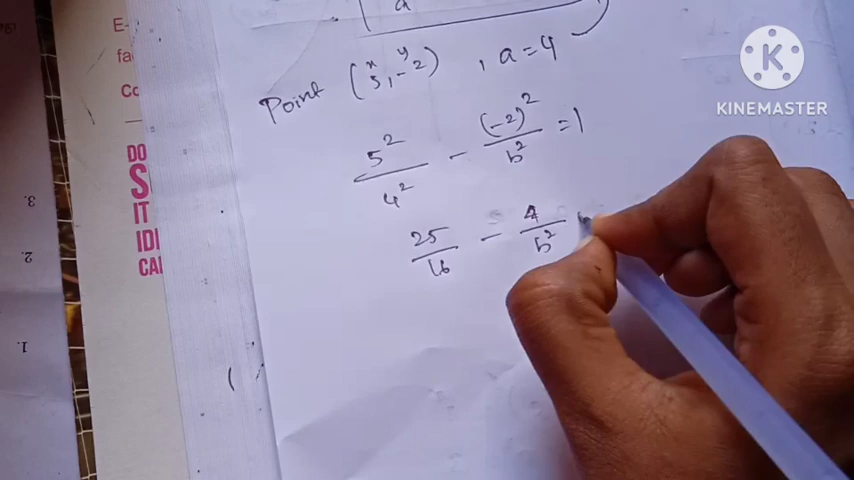 a
Point (5, -2) , a = 4
x y
5² / 4² - (-2)² / b² = 1
25 / 16 - 4 / b²
KINEMASTER
E-
fa
Co
DO
S
IT
IDI
CAI
3.
2.
1.